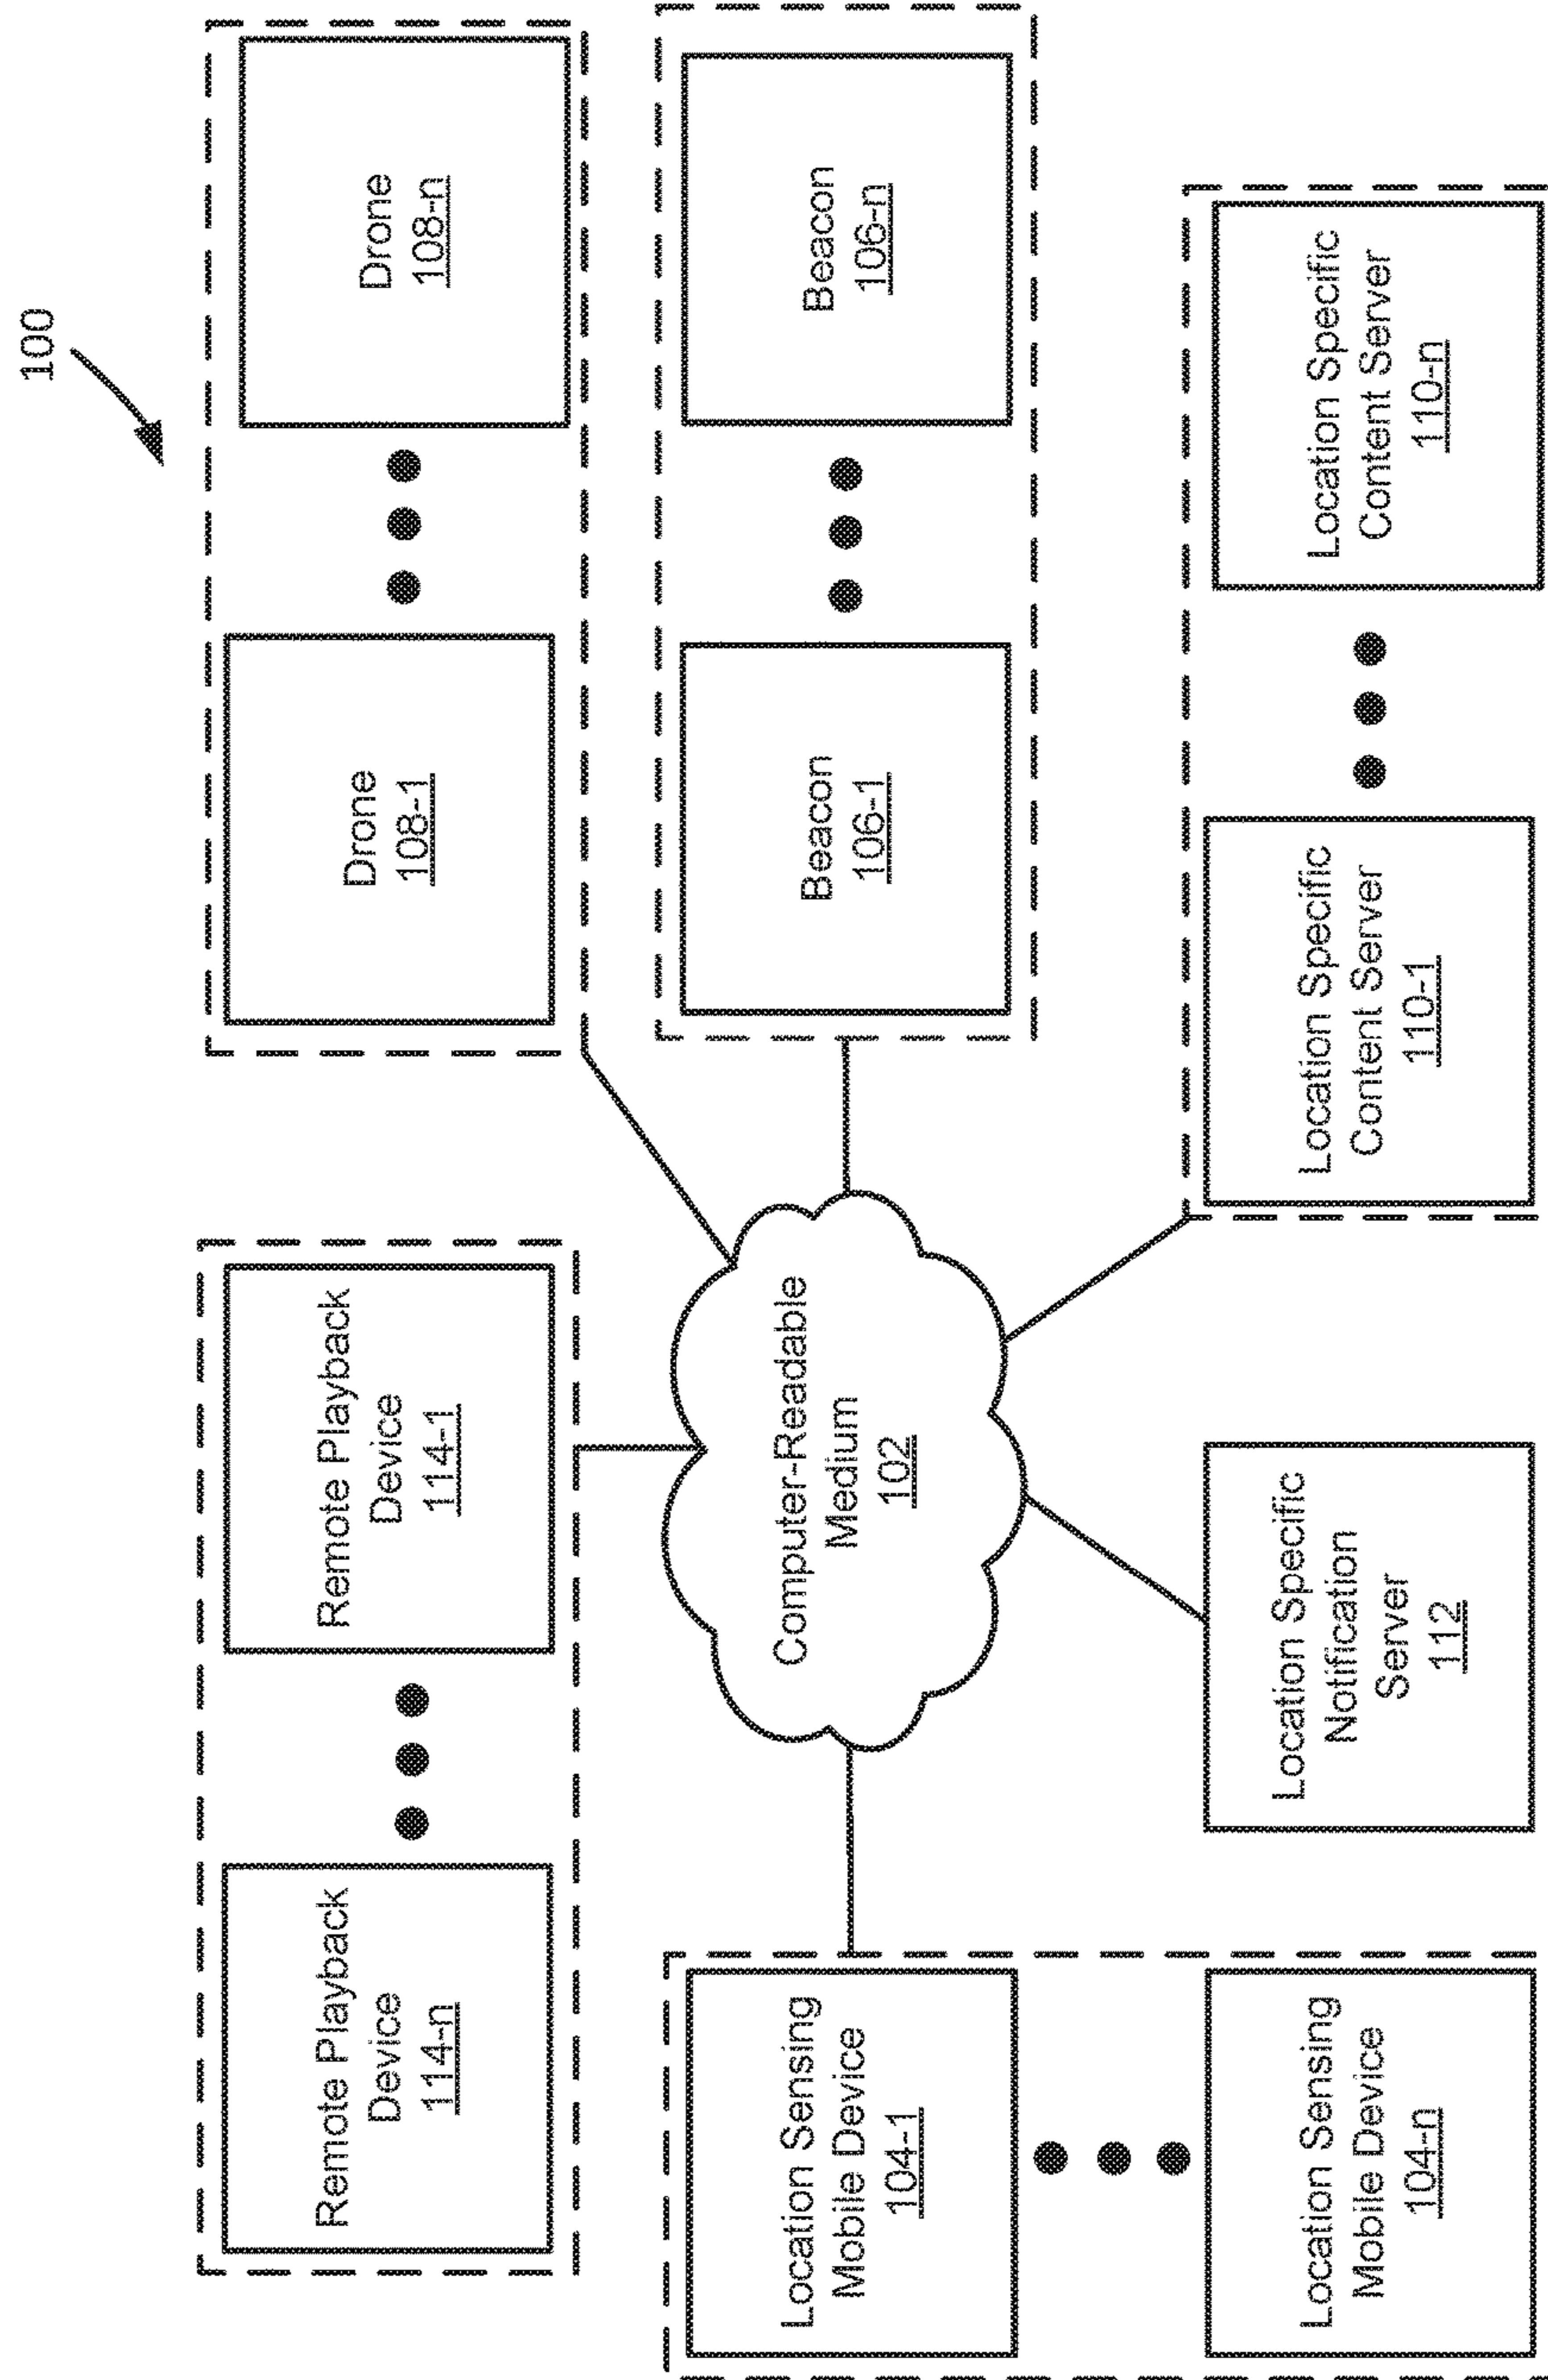 100
Remote Playback
Device
114-n
Remote Playback
Device
114-1
Drone
108-1
Drone
108-n
Location Sensing
Mobile Device
104-1
Computer-Readable
Medium
102
Beacon
106-1
Beacon
106-n
Location Sensing
Mobile Device
104-n
Location Specific
Notification
Server
112
Location Specific
Content Server
110-1
Location Specific
Content Server
110-n